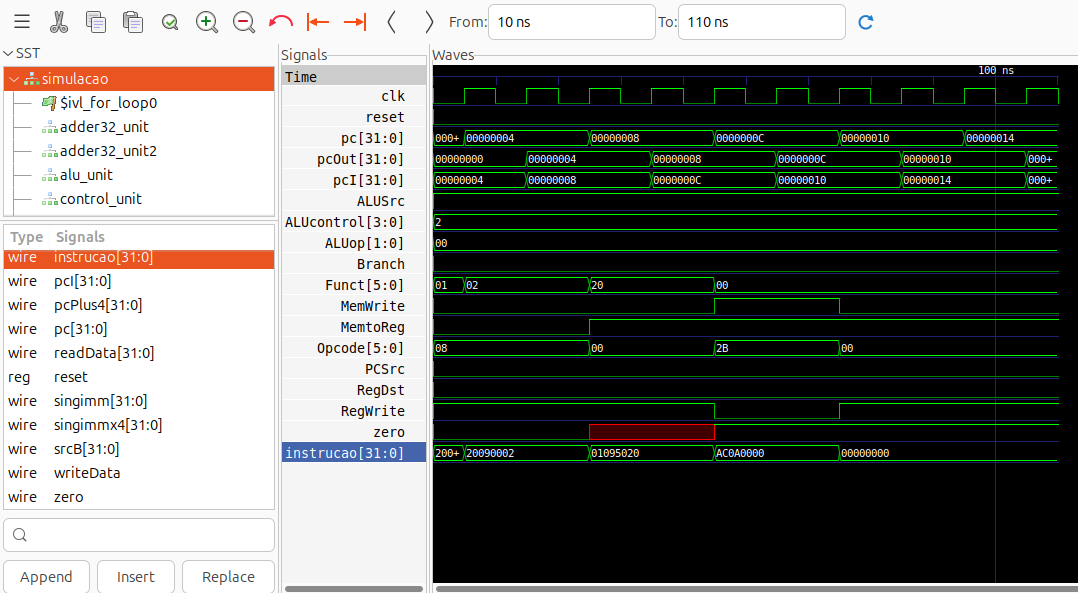 From: 10 ns To: 110 ns
SST
simulacao
$ivl_for_loop0
adder32_unit
adder32_unit2
alu_unit
control_unit
Type Signals
wire instrucao[31:0]
wire pcI[31:0]
wire pcPlus4[31:0]
wire pc[31:0]
wire readData[31:0]
reg reset
wire singimm[31:0]
wire singimmx4[31:0]
wire srcB[31:0]
wire writeData
wire zero
Append Insert Replace
Signals Waves
Time 100 ns
clk
reset
pc[31:0] 000+ 00000004 00000008 0000000C 00000010 00000014
pcOut[31:0] 00000000 00000004 00000008 0000000C 00000010 000+
pcI[31:0] 00000004 00000008 0000000C 00000010 00000014 000+
ALUSrc
ALUcontrol[3:0] 2
ALUop[1:0] 00
Branch
Funct[5:0] 01 02 20 00
MemWrite
MemtoReg
Opcode[5:0] 08 00 2B 00
PCSrc
RegDst
RegWrite
zero
instrucao[31:0] 200+ 20090002 01095020 AC0A0000 00000000